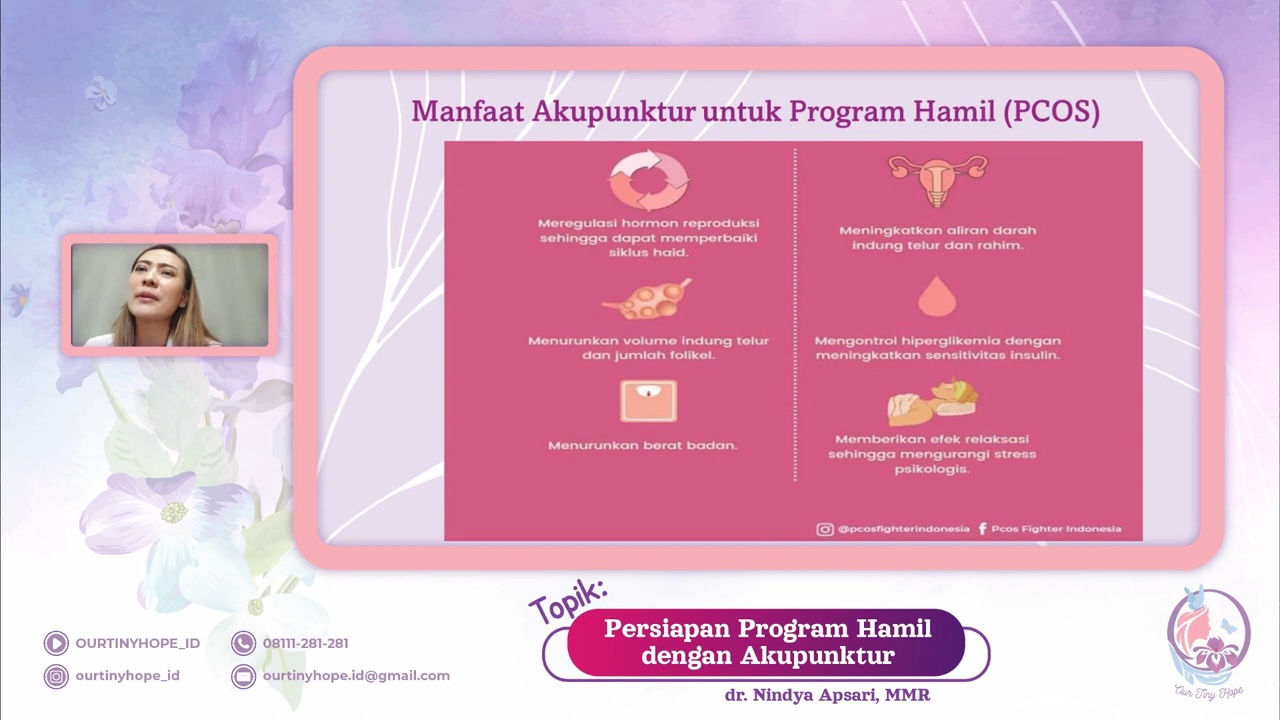 Manfaat Akupunktur untuk Program Hamil (PCOS)
Meregulasi hormon reproduksi
sehingga dapat memperbaiki
siklus haid.
Meningkatkan aliran darah
indung telur dan rahim.
Menurunkan volume indung telur
dan jumlah folikel.
Mengontrol hiperglikemia dengan
meningkatkan sensitivitas insulin.
Menurunkan berat badan.
Memberikan efek relaksasi
sehingga mengurangi stress
psikologis.
@pcosfighterindonesia
Pcos Fighter Indonesia
Topik:
Persiapan Program Hamil
dengan Akupunktur
dr. Nindya Apsari, MMR
OURTINYHOPE_ID
08111-281-281
ourtinyhope_id
ourtinyhope.id@gmail.com
Our Tiny Hope